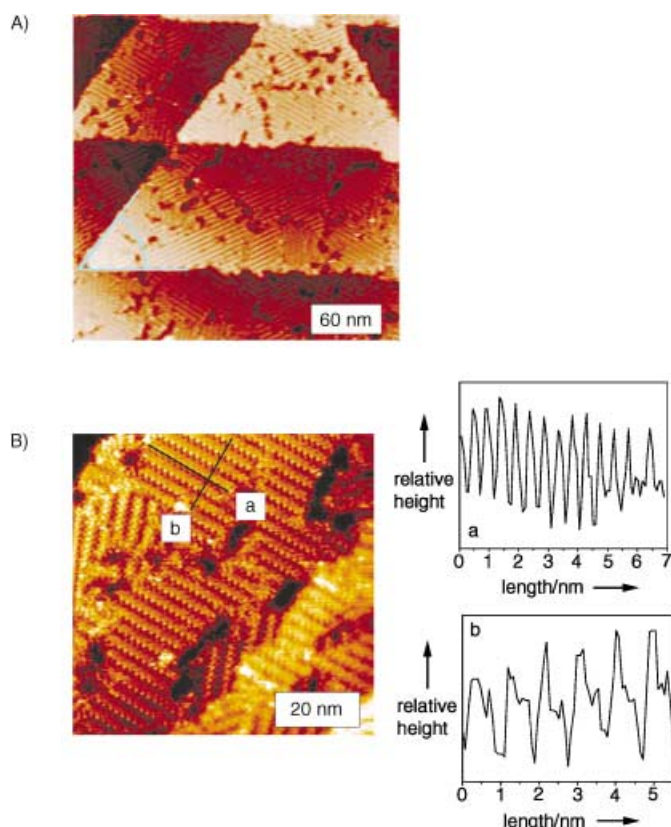 A)
60 nm
B)
a
b
20 nm
relative
height
a
0 1 2 3 4 5 6 7
length/nm
b
relative
height
0 1 2 3 4 5
length/nm